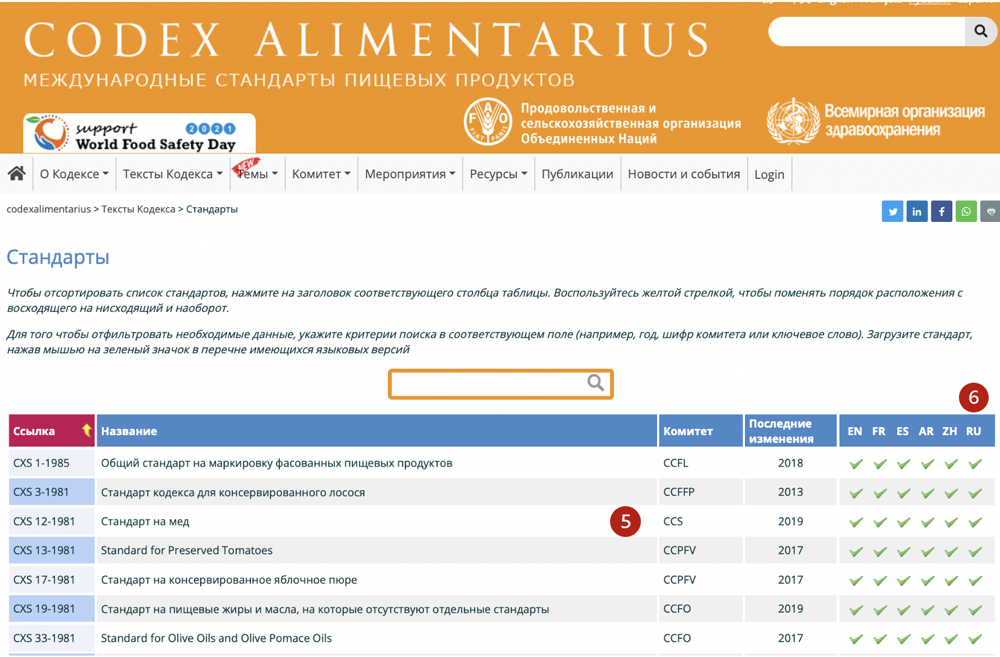 English Français Русский Español
CODEX ALIMENTARIUS
МЕЖДУНАРОДНЫЕ СТАНДАРТЫ ПИЩЕВЫХ ПРОДУКТОВ
support 2021
World Food Safety Day
F A O
FIAT PANIS
Продовольственная и
сельскохозяйственная организация
Объединенных Наций
Всемирная организация
здравоохранения
О Кодексе
Тексты Кодекса
NEW
Темы
Комитет
Мероприятия
Ресурсы
Публикации
Новости и события
Login
codexalimentarius > Тексты Кодекса > Стандарты
Стандарты
Чтобы отсортировать список стандартов, нажмите на заголовок соответствующего столбца таблицы. Воспользуйтесь желтой стрелкой, чтобы поменять порядок расположения с
восходящего на нисходящий и наоборот.
Для того чтобы отфильтровать необходимые данные, укажите критерии поиска в соответствующем поле (например, год, шифр комитета или ключевое слово). Загрузите стандарт,
нажав мышью на зеленый значок в перечне имеющихся языковых версий
6
Ссылка Название Комитет Последние изменения EN FR ES AR ZH RU
CXS 1-1985 Общий стандарт на маркировку фасованных пищевых продуктов CCFL 2018
CXS 3-1981 Стандарт кодекса для консервированного лосося CCFFP 2013
CXS 12-1981 Стандарт на мед 5 CCS 2019
CXS 13-1981 Standard for Preserved Tomatoes CCPFV 2017
CXS 17-1981 Стандарт на консервированное яблочное пюре CCPFV 2017
CXS 19-1981 Стандарт на пищевые жиры и масла, на которые отсутствуют отдельные стандарты CCFO 2019
CXS 33-1981 Standard for Olive Oils and Olive Pomace Oils CCFO 2017